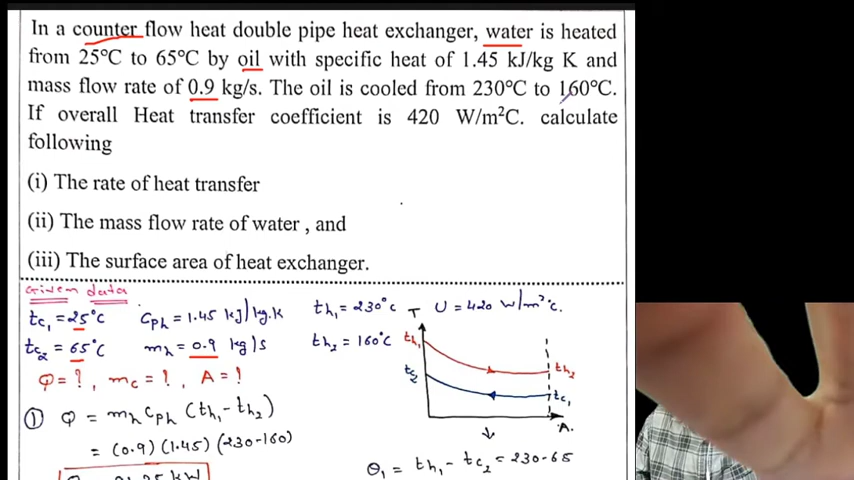 In a counter flow heat double pipe heat exchanger, water is heated
from 25°C to 65°C by oil with specific heat of 1.45 kJ/kg K and
mass flow rate of 0.9 kg/s. The oil is cooled from 230°C to 160°C.
If overall Heat transfer coefficient is 420 W/m²C. calculate
following
(i) The rate of heat transfer
(ii) The mass flow rate of water , and
(iii) The surface area of heat exchanger.
Given data
tc₁ = 25°C Cph = 1.45 kJ/kg.K th₁ = 230°C U = 420 W/m²°C.
tc₂ = 65°C mh = 0.9 kg/s th₂ = 160°C
Q = ? , mc = ? , A = ?
T
th₁
th₂
tc₂
tc₁
A.
① Q = mh Cph (th₁ - th₂)
= (0.9) (1.45) (230-160)
θ₁ = th₁ - tc₂ = 230-65
kW